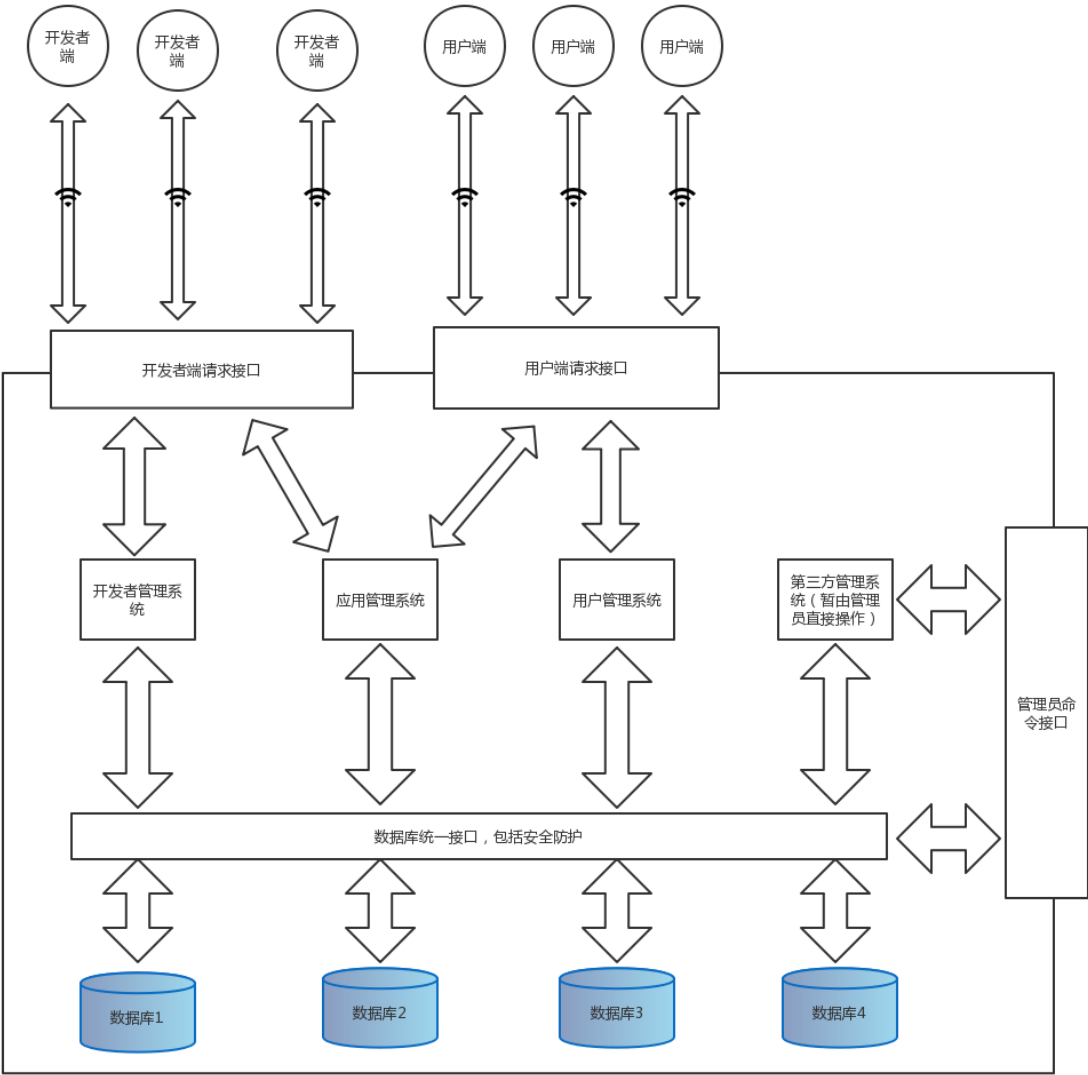 开发者
端
开发者
端
开发者
端
用户端
用户端
用户端
开发者端请求接口
用户端请求接口
开发者管理系
统
应用管理系统
用户管理系统
第三方管理系
统（暂由管理
员直接操作）
管理员命
令接口
数据库统一接口，包括安全防护
数据库1
数据库2
数据库3
数据库4